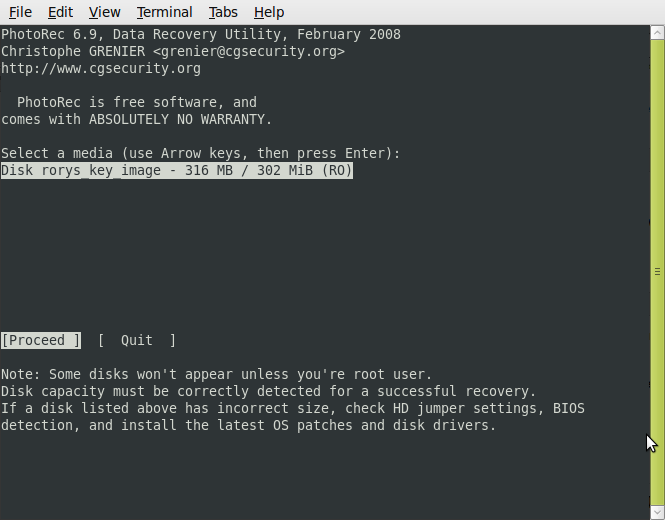 File Edit View Terminal Tabs Help
PhotoRec 6.9, Data Recovery Utility, February 2008
Christophe GRENIER <grenier@cgsecurity.org>
http://www.cgsecurity.org
PhotoRec is free software, and
comes with ABSOLUTELY NO WARRANTY.
Select a media (use Arrow keys, then press Enter):
Disk rorys_key_image - 316 MB / 302 MiB (RO)
[Proceed ]  [  Quit  ]
Note: Some disks won't appear unless you're root user.
Disk capacity must be correctly detected for a successful recovery.
If a disk listed above has incorrect size, check HD jumper settings, BIOS
detection, and install the latest OS patches and disk drivers.